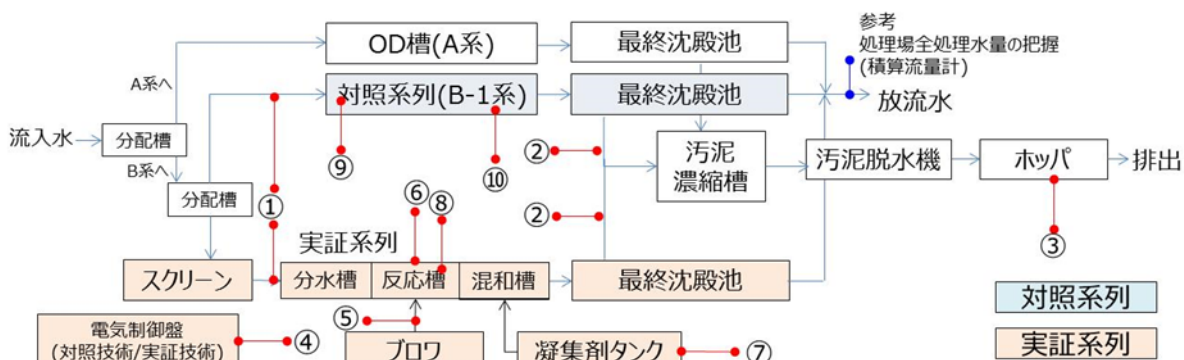 OD槽(A系)
最終沈殿池
参考
処理場全処理水量の把握
(積算流量計)
A系へ
対照系列(B-1系)
最終沈殿池
放流水
流入水
分配槽
⑨
⑩
②
汚泥
濃縮槽
汚泥脱水機
ホッパ
排出
B系へ
分配槽
①
⑥
⑧
②
③
実証系列
スクリーン
分水槽
反応槽
混和槽
最終沈殿池
対照系列
電気制御盤
(対照技術/実証技術)
④
⑤
ブロワ
凝集剤タンク
⑦
実証系列